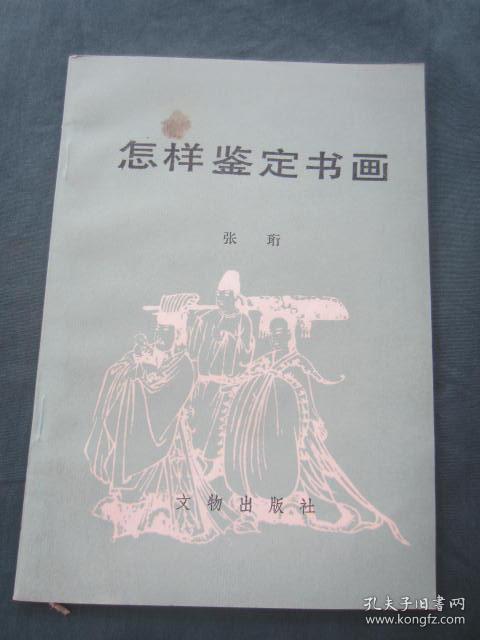 怎样鉴定书画
张 珩
文物出版社
孔夫子旧书网
kongfz.com